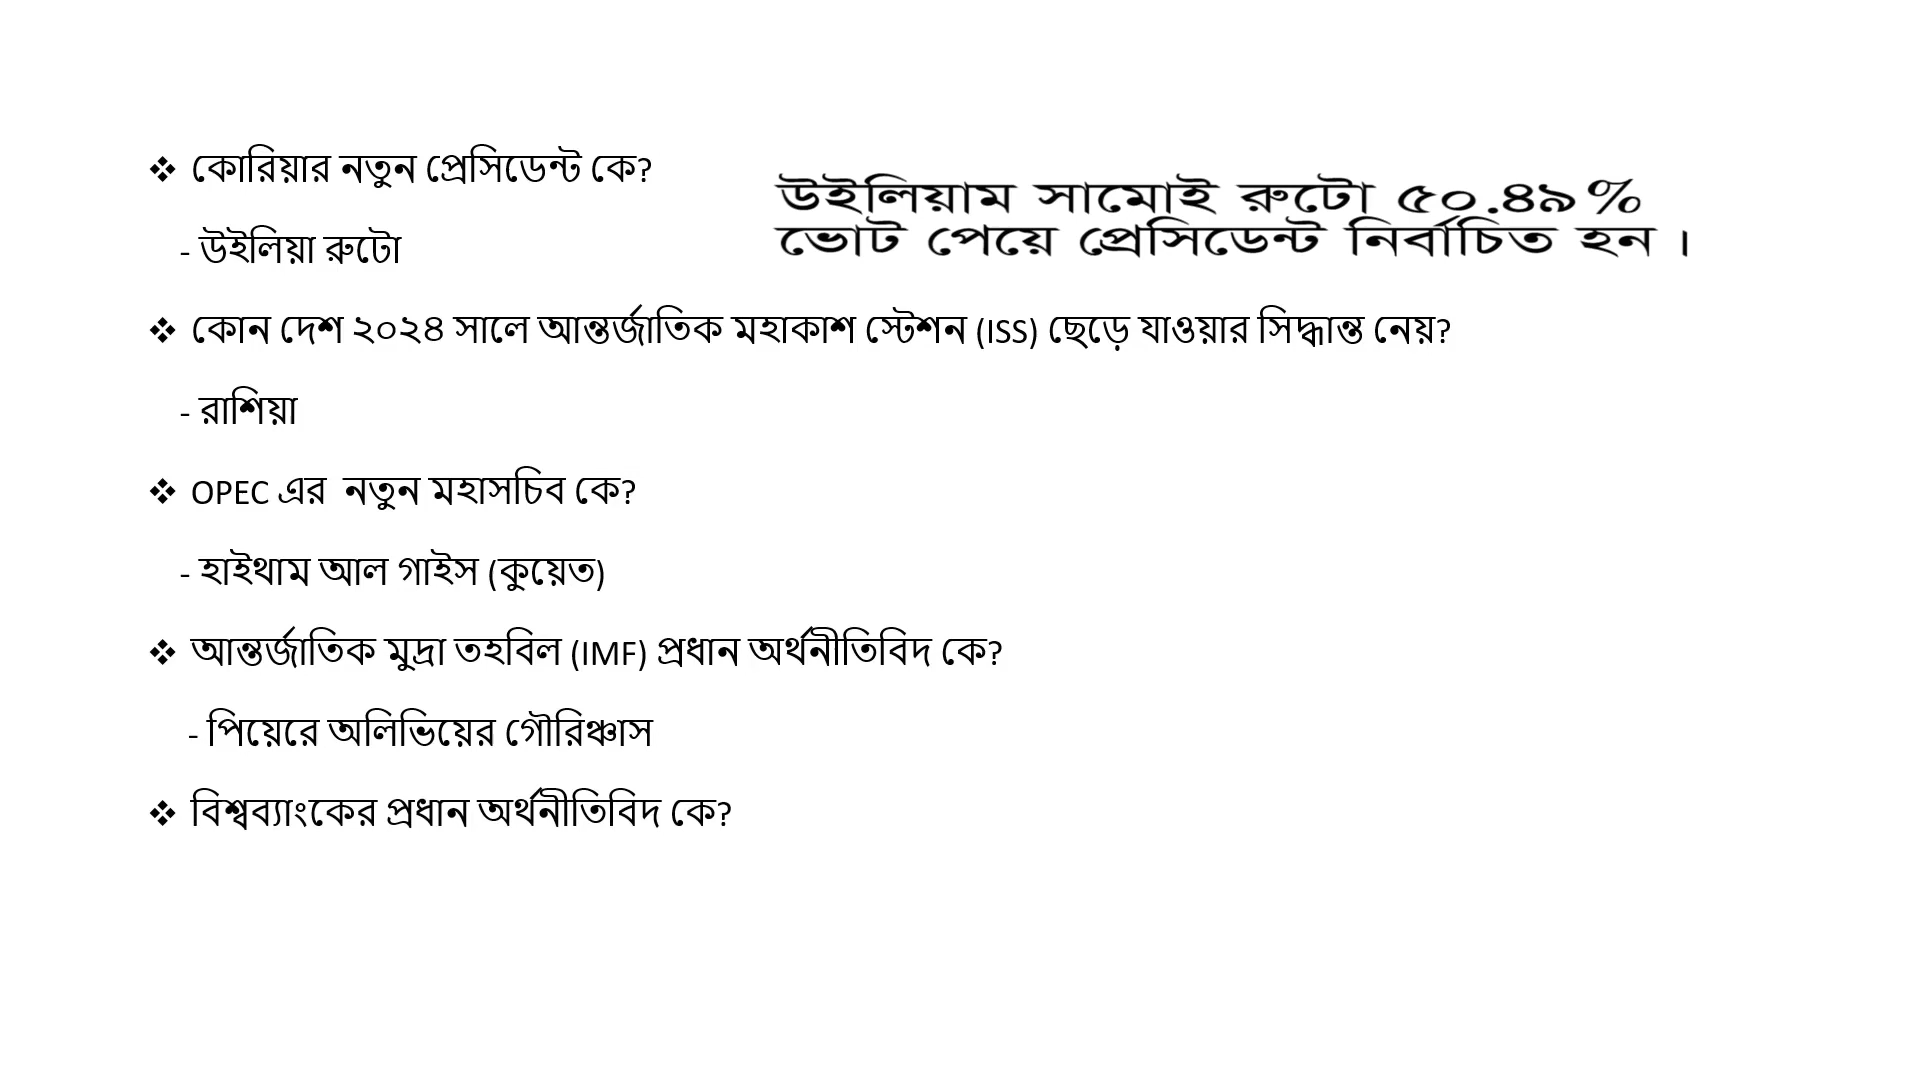 ❖ কোরিয়ার নতুন প্রেসিডেন্ট কে?
- উইলিয়া রুটো
উইলিয়াম সামোই রুটো ৫০.৪৯%
ভোট পেয়ে প্রেসিডেন্ট নির্বাচিত হন ।
❖ কোন দেশ ২০২৪ সালে আন্তর্জাতিক মহাকাশ স্টেশন (ISS) ছেড়ে যাওয়ার সিদ্ধান্ত নেয়?
- রাশিয়া
❖ OPEC এর নতুন মহাসচিব কে?
- হাইথাম আল গাইস (কুয়েত)
❖ আন্তর্জাতিক মুদ্রা তহবিল (IMF) প্রধান অর্থনীতিবিদ কে?
- পিয়েরে অলিভিয়ের গৌরিঞ্চাস
❖ বিশ্বব্যাংকের প্রধান অর্থনীতিবিদ কে?